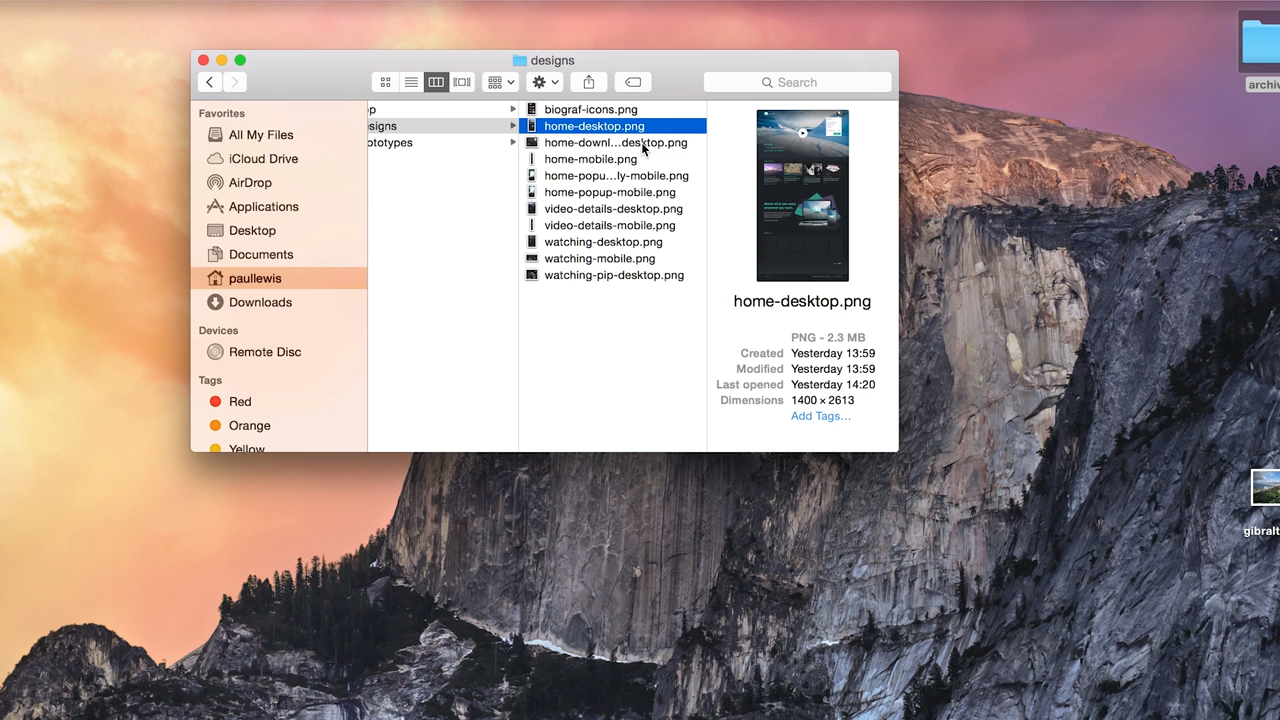 designs
Search
Favorites
All My Files
iCloud Drive
AirDrop
Applications
Desktop
Documents
paullewis
Downloads
Devices
Remote Disc
Tags
Red
Orange
Yellow
p
signs
ototypes
biograf-icons.png
home-desktop.png
home-downl...desktop.png
home-mobile.png
home-popu...ly-mobile.png
home-popup-mobile.png
video-details-desktop.png
video-details-mobile.png
watching-desktop.png
watching-mobile.png
watching-pip-desktop.png
home-desktop.png
PNG - 2.3 MB
Created Yesterday 13:59
Modified Yesterday 13:59
Last opened Yesterday 14:20
Dimensions 1400 × 2613
Add Tags...
archiv
gibralt